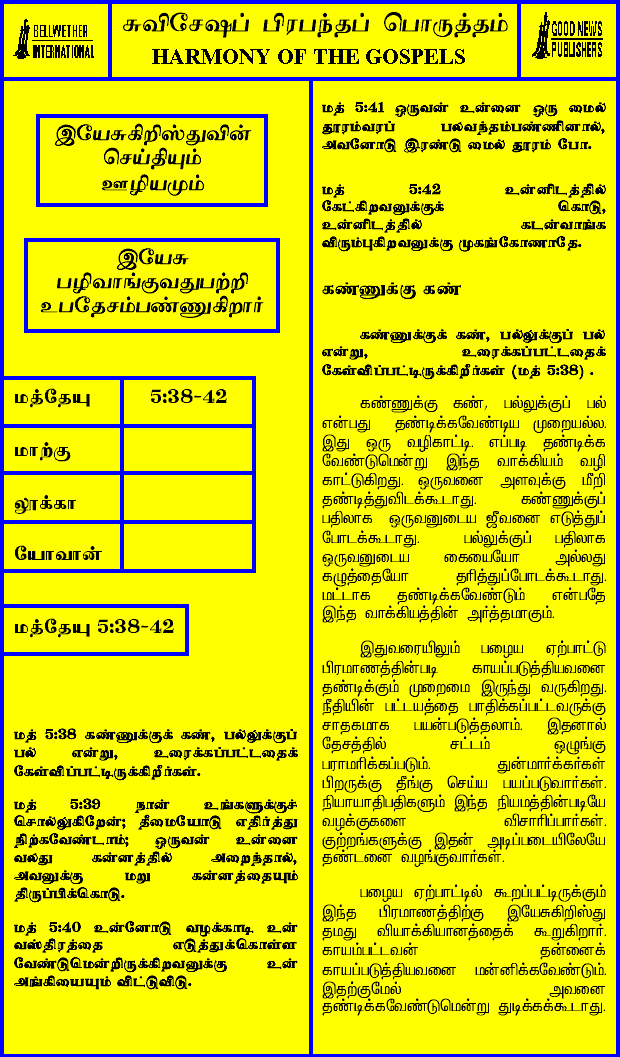 BELLWETHER
INTERNATIONAL
சுவிசேஷப் பிரபந்தப் பொருத்தம்
HARMONY OF THE GOSPELS
GOOD NEWS
PUBLISHERS
இயேசுகிறிஸ்துவின்
செய்தியும்
ஊழியமும்
இயேசு
பழிவாங்குவதுபற்றி
உபதேசம்பண்ணுகிறார்
மத்தேயு 5:38-42
மாற்கு
லூக்கா
யோவான்
மத்தேயு 5:38-42
மத் 5:38 கண்ணுக்குக் கண், பல்லுக்குப்
பல் என்று, உரைக்கப்பட்டதைக்
கேள்விப்பட்டிருக்கிறீர்கள்.
மத் 5:39 நான் உங்களுக்குச்
சொல்லுகிறேன்; தீமையோடு எதிர்த்து
நிற்கவேண்டாம்; ஒருவன் உன்னை
வலது கன்னத்தில் அறைந்தால்,
அவனுக்கு மறு கன்னத்தையும்
திருப்பிக்கொடு.
மத் 5:40 உன்னோடு வழக்காடி உன்
வஸ்திரத்தை எடுத்துக்கொள்ள
வேண்டுமென்றிருக்கிறவனுக்கு உன்
அங்கியையும் விட்டுவிடு.
மத் 5:41 ஒருவன் உன்னை ஒரு மைல்
தூரம்வரப் பலவந்தம்பண்ணினால்,
அவனோடு இரண்டு மைல் தூரம் போ.
மத் 5:42 உன்னிடத்தில்
கேட்கிறவனுக்குக் கொடு,
உன்னிடத்தில் கடன்வாங்க
விரும்புகிறவனுக்கு முகங்கோணாதே.
கண்ணுக்கு கண்
கண்ணுக்குக் கண், பல்லுக்குப் பல்
என்று, உரைக்கப்பட்டதைக்
கேள்விப்பட்டிருக்கிறீர்கள் (மத் 5:38) .
கண்ணுக்கு கண், பல்லுக்குப் பல்
என்பது தண்டிக்கவேண்டிய முறையல்ல.
இது ஒரு வழிகாட்டி. எப்படி தண்டிக்க
வேண்டுமென்று இந்த வாக்கியம் வழி
காட்டுகிறது. ஒருவனை அளவுக்கு மீறி
தண்டித்துவிடக்கூடாது. கண்ணுக்குப்
பதிலாக ஒருவனுடைய ஜீவனை எடுத்துப்
போடக்கூடாது. பல்லுக்குப் பதிலாக
ஒருவனுடைய கையையோ அல்லது
கழுத்தையோ தரித்துப்போடக்கூடாது.
மட்டாக தண்டிக்கவேண்டும் என்பதே
இந்த வாக்கியத்தின் அர்த்தமாகும்.
இதுவரையிலும் பழைய ஏற்பாட்டு
பிரமாணத்தின்படி காயப்படுத்தியவனை
தண்டிக்கும் முறைமை இருந்து வருகிறது.
நீதியின் பட்டயத்தை பாதிக்கப்பட்டவருக்கு
சாதகமாக பயன்படுத்தலாம். இதனால்
தேசத்தில் சட்டம் ஒழுங்கு
பராமரிக்கப்படும். துன்மார்க்கர்கள்
பிறருக்கு தீங்கு செய்ய பயப்படுவார்கள்.
நியாயாதிபதிகளும் இந்த நியமத்தின்படியே
வழக்குகளை விசாரிப்பார்கள்.
குற்றங்களுக்கு இதன் அடிப்படையிலேயே
தண்டனை வழங்குவார்கள்.
பழைய ஏற்பாட்டில் கூறப்பட்டிருக்கும்
இந்த பிரமாணத்திற்கு இயேசுகிறிஸ்து
தமது வியாக்கியானத்தைக் கூறுகிறார்.
காயம்பட்டவன் தன்னைக்
காயப்படுத்தியவனை மன்னிக்கவேண்டும்.
இதற்குமேல் அவனை
தண்டிக்கவேண்டுமென்று துடிக்கக்கூடாது.